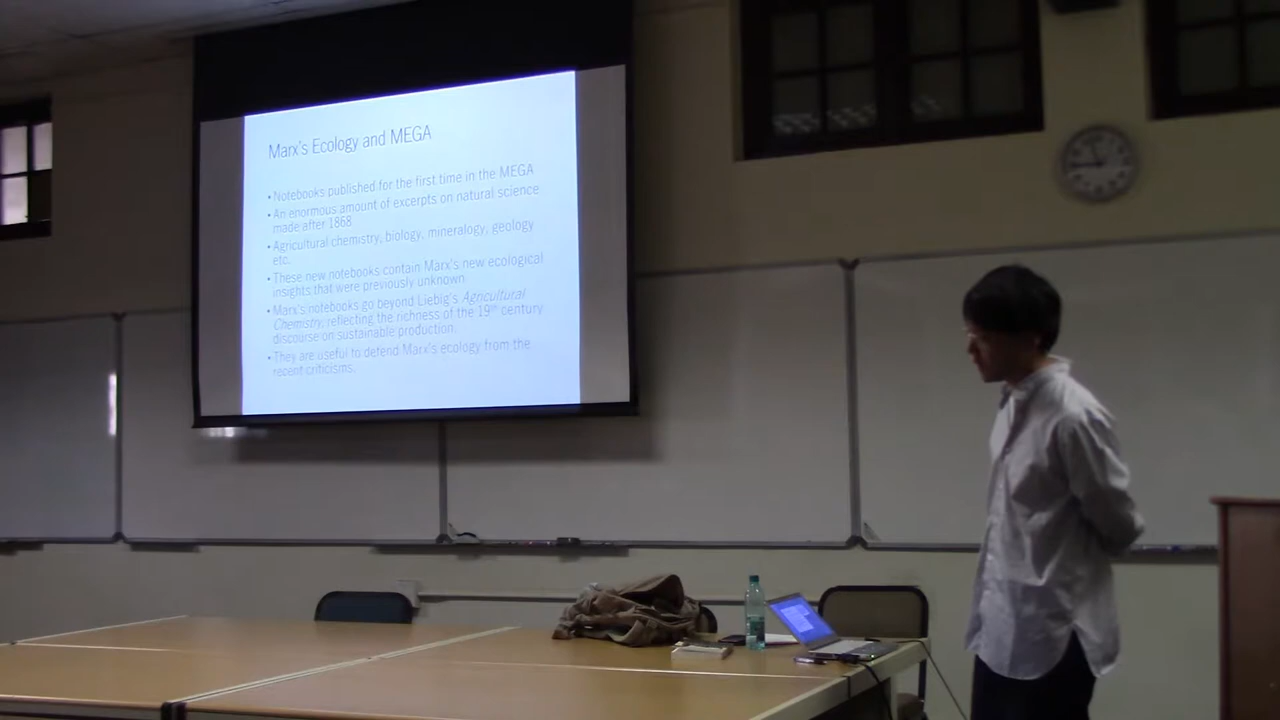 Marx's Ecology and MEGA
• Notebooks published for the first time in the MEGA
• An enormous amount of excerpts on natural science
made after 1868
• Agricultural chemistry, biology, mineralogy, geology
etc.
• These new notebooks contain Marx's new ecological
insights that were previously unknown.
• Marx's notebooks go beyond Liebig's Agricultural
Chemistry, reflecting the richness of the 19th century
discourse on sustainable production.
• They are useful to defend Marx's ecology from the
recent criticisms.